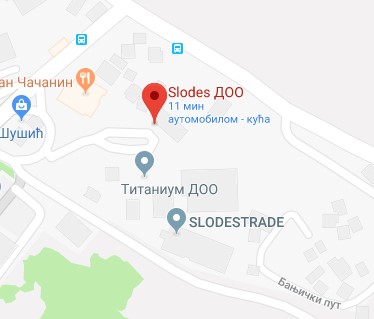 ан Чачанин
Slodes ДОО
11 мин
аутомобилом - кућа
Шушић
Титаниум ДОО
SLODESTRADE
Бањички пут